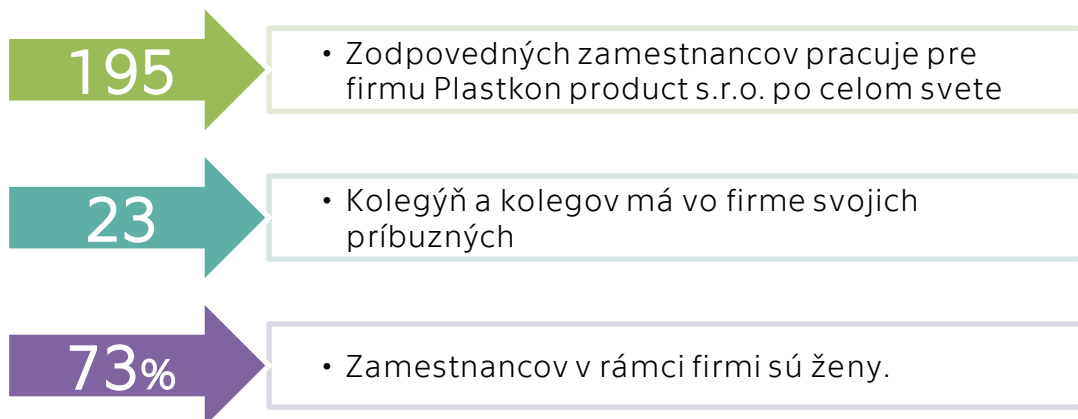 195
• Zodpovedných zamestnancov pracuje pre
firmu Plastkon product s.r.o. po celom svete
23
• Kolegýň a kolegov má vo firme svojich
príbuzných
73%
• Zamestnancov v rámci firmi sú ženy.